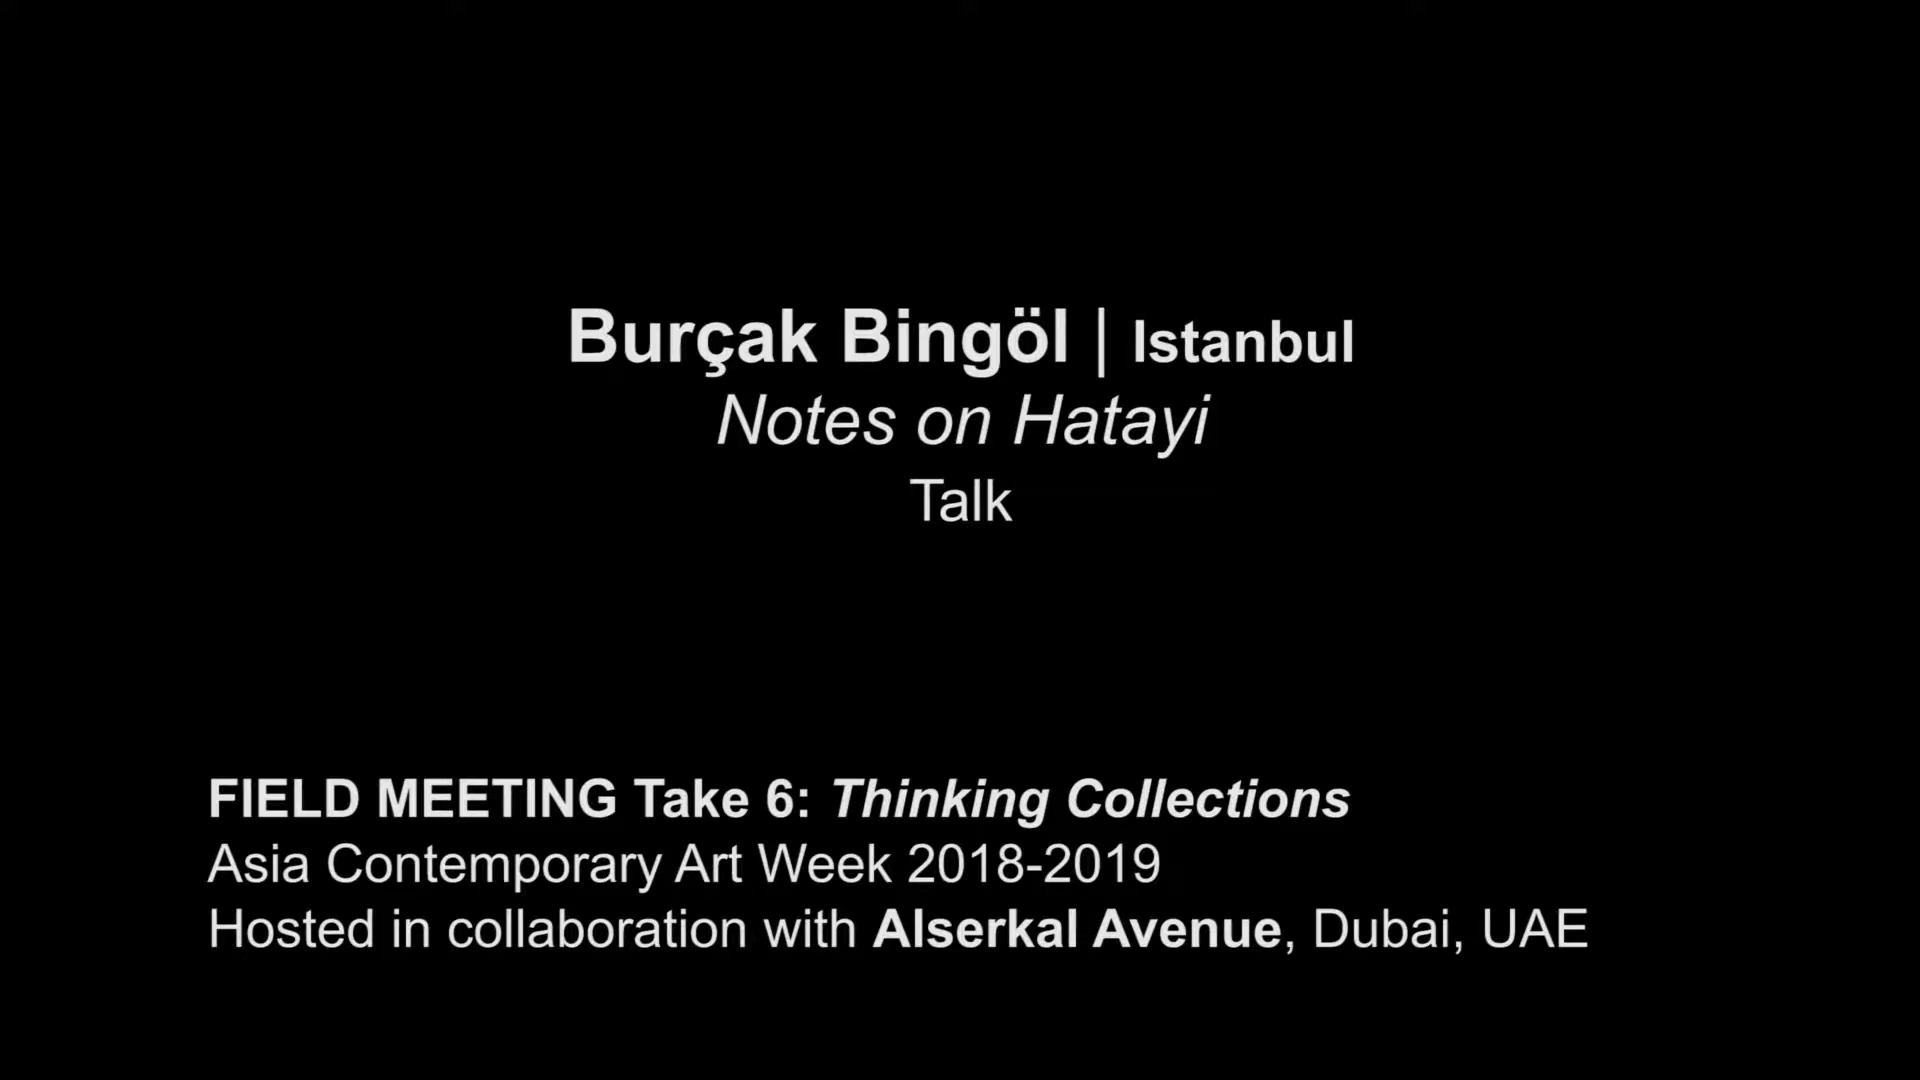 Burçak Bingöl | Istanbul
Notes on Hatayi
Talk
FIELD MEETING Take 6: Thinking Collections
Asia Contemporary Art Week 2018-2019
Hosted in collaboration with Alserkal Avenue, Dubai, UAE